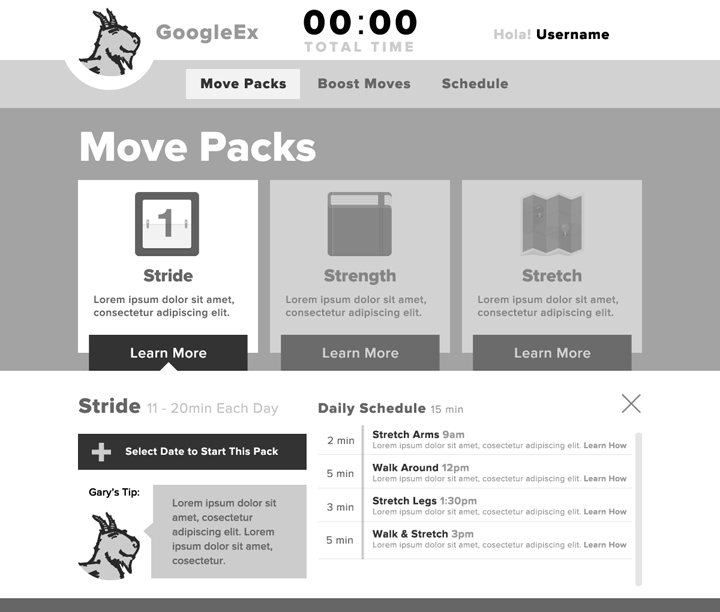 GoogleEx
00:00
TOTAL TIME
Hola! Username
Move Packs
Boost Moves
Schedule
Move Packs
1
Stride
Lorem ipsum dolor sit amet,
consectetur adipiscing elit.
Learn More
Strength
Lorem ipsum dolor sit amet,
consectetur adipiscing elit.
Learn More
Stretch
Lorem ipsum dolor sit amet,
consectetur adipiscing elit.
Learn More
Stride 11 - 20min Each Day
Select Date to Start This Pack
Gary's Tip:
Lorem ipsum dolor sit
amet, cosectetur
adipiscing elit. Lorem
ipsum dolor sit amet,
cosectetur.
Daily Schedule 15 min
2 min
Stretch Arms 9am
Lorem ipsum dolor sit amet, cosectetur adipiscing elit. Learn How
5 min
Walk Around 12pm
Lorem ipsum dolor sit amet, cosectetur adipiscing elit. Learn How
3 min
Stretch Legs 1:30pm
Lorem ipsum dolor sit amet, cosectetur adipiscing elit. Learn How
5 min
Walk & Stretch 3pm
Lorem ipsum dolor sit amet, cosectetur adipiscing elit. Learn How